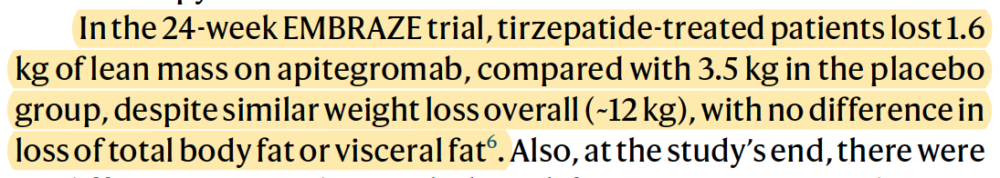 In the 24-week EMBRAZE trial, tirzepatide-treated patients lost 1.6
kg of lean mass on apitegromab, compared with 3.5 kg in the placebo
group, despite similar weight loss overall (~12 kg), with no difference in
loss of total body fat or visceral fat⁶. Also, at the study’s end, there were